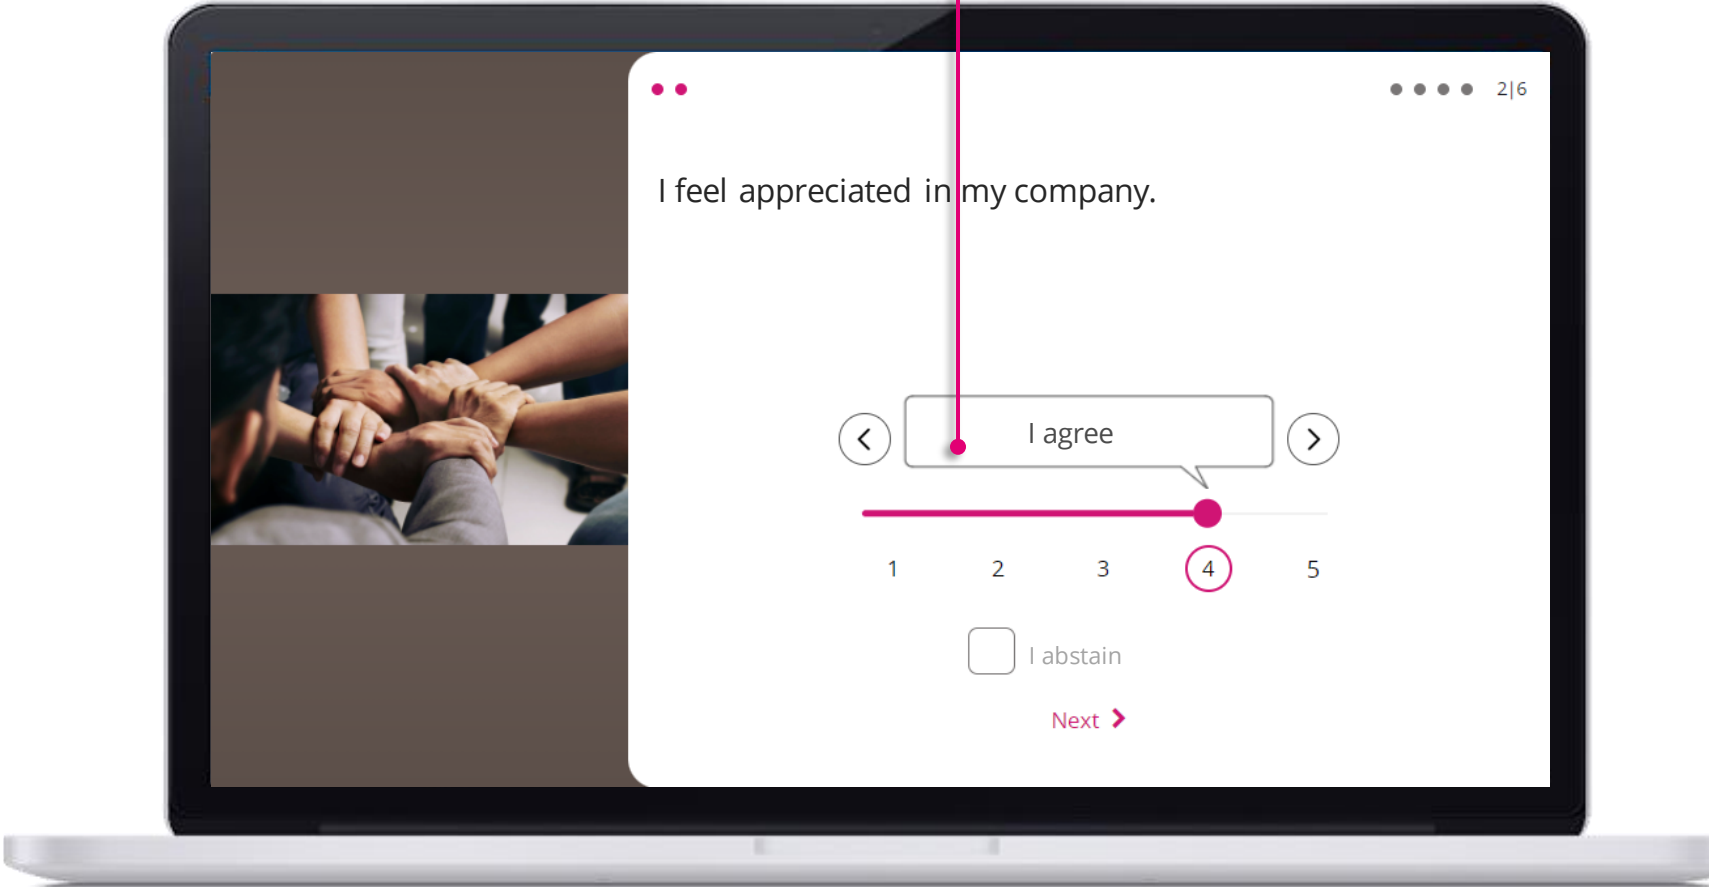 2|6
I feel appreciated in my company.
I agree
1 2 3 4 5
I abstain
Next